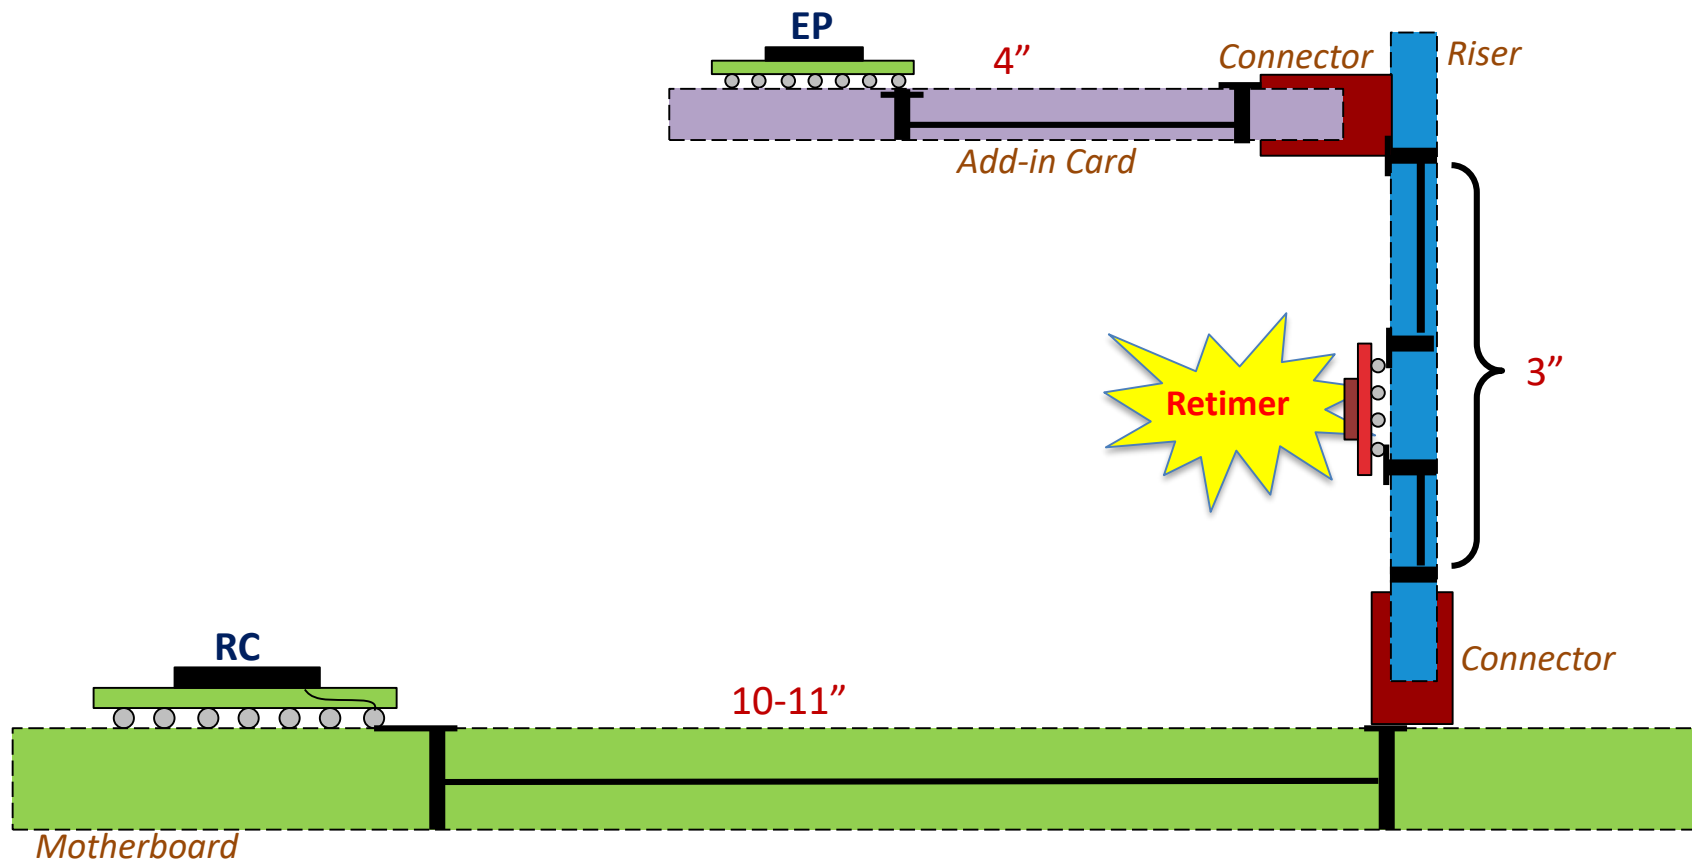 EP
4”
Connector
Riser
Add-in Card
3”
Retimer
RC
Connector
10-11”
Motherboard